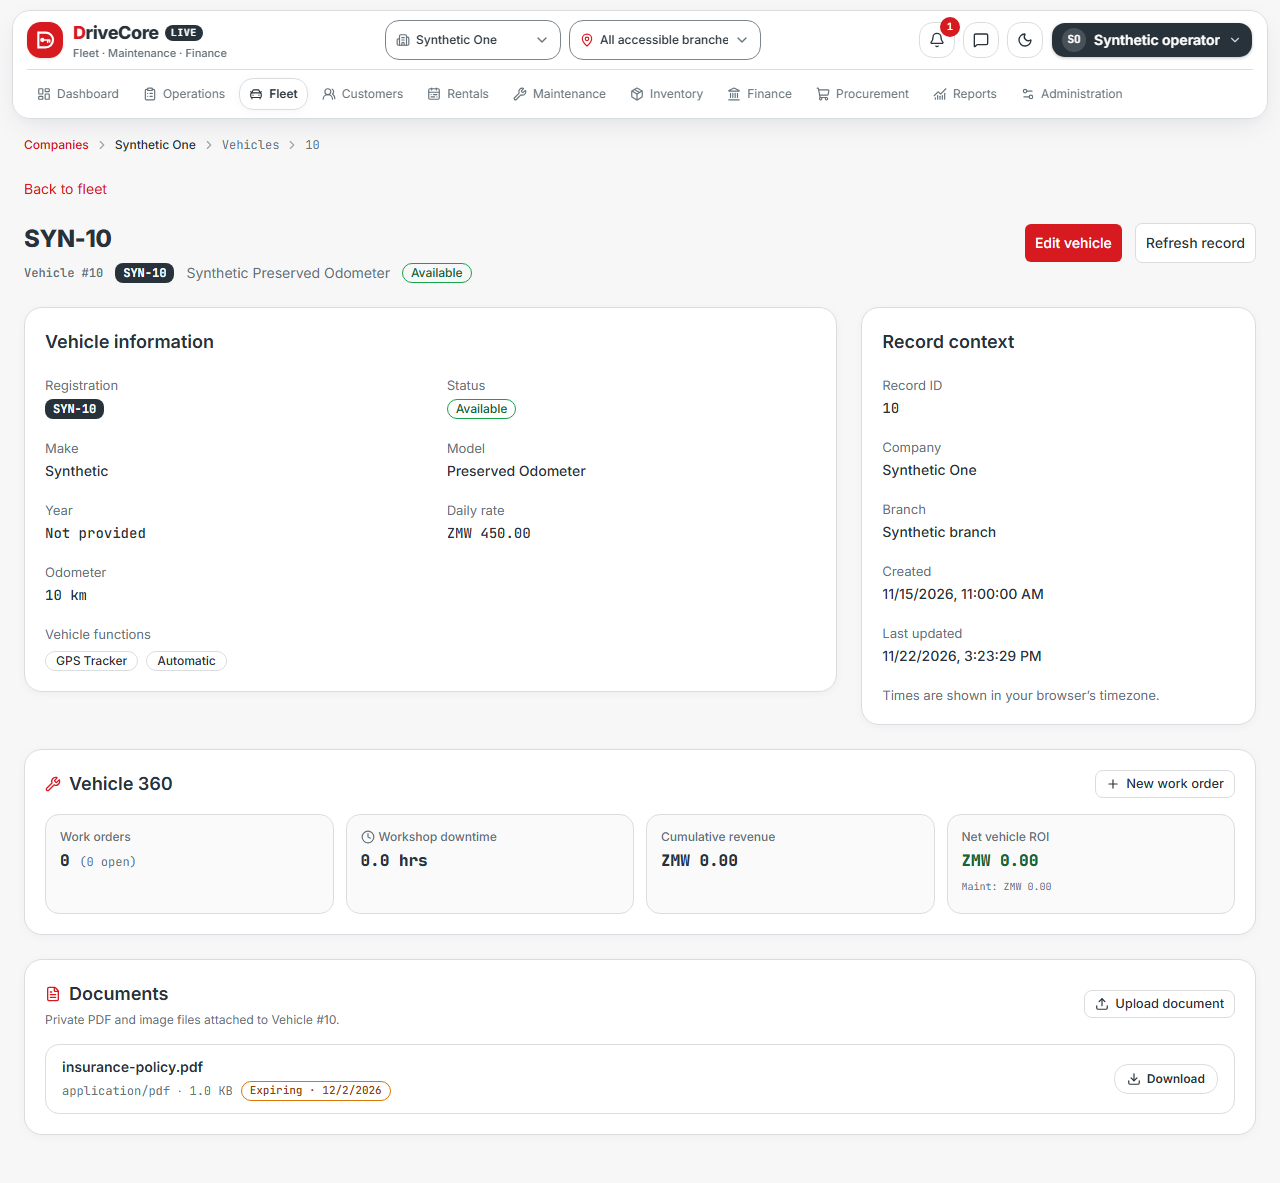 DriveCore LIVE
Fleet · Maintenance · Finance
Synthetic One
All accessible branche
1
SO Synthetic operator
Dashboard Operations Fleet Customers Rentals Maintenance Inventory Finance Procurement Reports Administration
Companies > Synthetic One > Vehicles > 10
Back to fleet
SYN-10
Edit vehicle
Refresh record
Vehicle #10 SYN-10 Synthetic Preserved Odometer Available
Vehicle information
Registration
SYN-10
Status
Available
Make
Synthetic
Model
Preserved Odometer
Year
Not provided
Daily rate
ZMW 450.00
Odometer
10 km
Vehicle functions
GPS Tracker Automatic
Record context
Record ID
10
Company
Synthetic One
Branch
Synthetic branch
Created
11/15/2026, 11:00:00 AM
Last updated
11/22/2026, 3:23:29 PM
Times are shown in your browser's timezone.
Vehicle 360
New work order
Work orders
0 (0 open)
Workshop downtime
0.0 hrs
Cumulative revenue
ZMW 0.00
Net vehicle ROI
ZMW 0.00
Maint: ZMW 0.00
Documents
Private PDF and image files attached to Vehicle #10.
Upload document
insurance-policy.pdf
application/pdf · 1.0 KB Expiring · 12/2/2026
Download